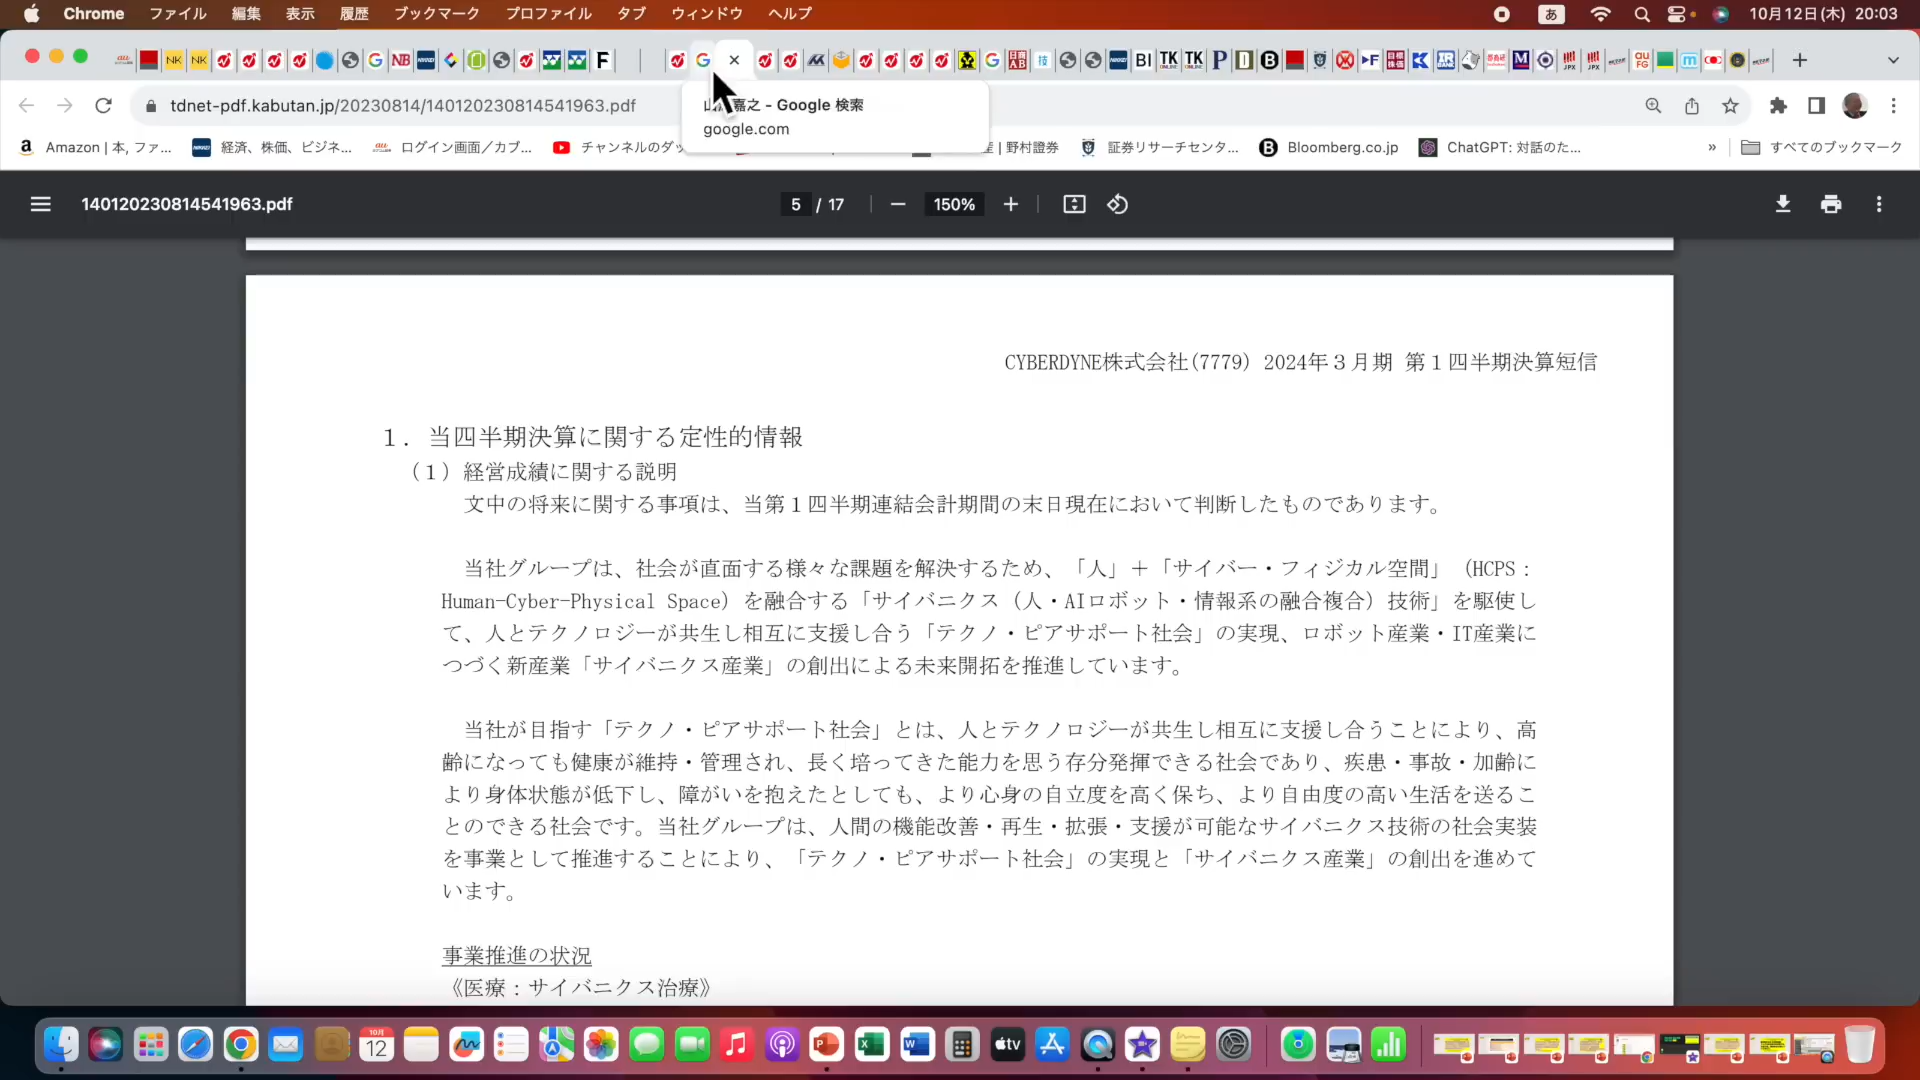 Chrome ファイル 編集 表示 履歴 ブックマーク プロファイル タブ ウィンドウ ヘルプ あ 10月12日(木) 20:03
tdnet-pdf.kabutan.jp/20230814/140120230814541963.pdf
嘉之 - Google 検索
google.com
Amazon | 本, ファ... 経済、株価、ビジネ... ログイン画面／カブ... チャンネルのダッ | 野村證券 証券リサーチセンタ... Bloomberg.co.jp ChatGPT: 対話のた... » すべてのブックマーク
140120230814541963.pdf 5 / 17 − 150% +
CYBERDYNE株式会社(7779) 2024年３月期 第１四半期決算短信
１．当四半期決算に関する定性的情報
（１）経営成績に関する説明
文中の将来に関する事項は、当第１四半期連結会計期間の末日現在において判断したものであります。
当社グループは、社会が直面する様々な課題を解決するため、「人」＋「サイバー・フィジカル空間」（HCPS：
Human-Cyber-Physical Space）を融合する「サイバニクス（人・AIロボット・情報系の融合複合）技術」を駆使し
て、人とテクノロジーが共生し相互に支援し合う「テクノ・ピアサポート社会」の実現、ロボット産業・IT産業に
つづく新産業「サイバニクス産業」の創出による未来開拓を推進しています。
当社が目指す「テクノ・ピアサポート社会」とは、人とテクノロジーが共生し相互に支援し合うことにより、高
齢になっても健康が維持・管理され、長く培ってきた能力を思う存分発揮できる社会であり、疾患・事故・加齢に
より身体状態が低下し、障がいを抱えたとしても、より心身の自立度を高く保ち、より自由度の高い生活を送るこ
とのできる社会です。当社グループは、人間の機能改善・再生・拡張・支援が可能なサイバニクス技術の社会実装
を事業として推進することにより、「テクノ・ピアサポート社会」の実現と「サイバニクス産業」の創出を進めて
います。
事業推進の状況
《医療：サイバニクス治療》
10月
12
tv